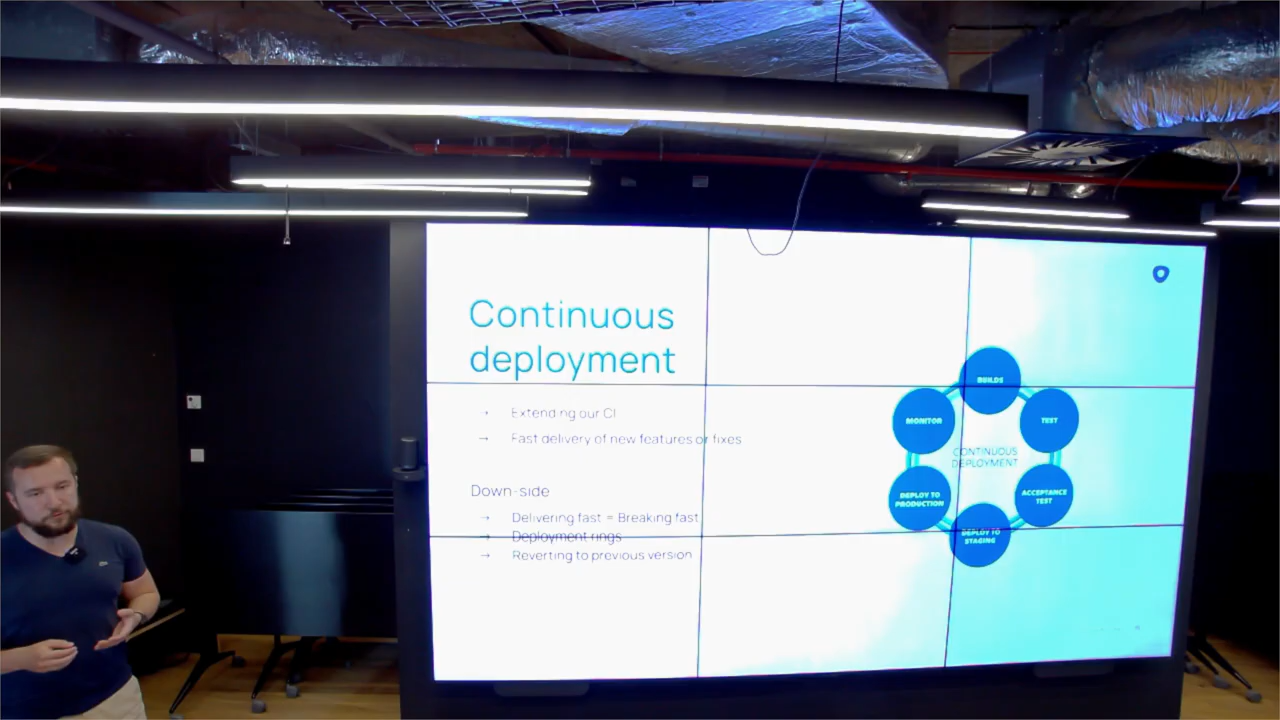 Continuous
deployment
→ Extending our CI
→ Fast delivery of new features or fixes
Down-side
→ Delivering fast = Breaking fast
→ Deployment rings
→ Reverting to previous version
BUILDS
MONITOR
TEST
CONTINUOUS
DEPLOYMENT
DEPLOY TO
PRODUCTION
ACCEPTANCE
TEST
DEPLOY TO
STAGING